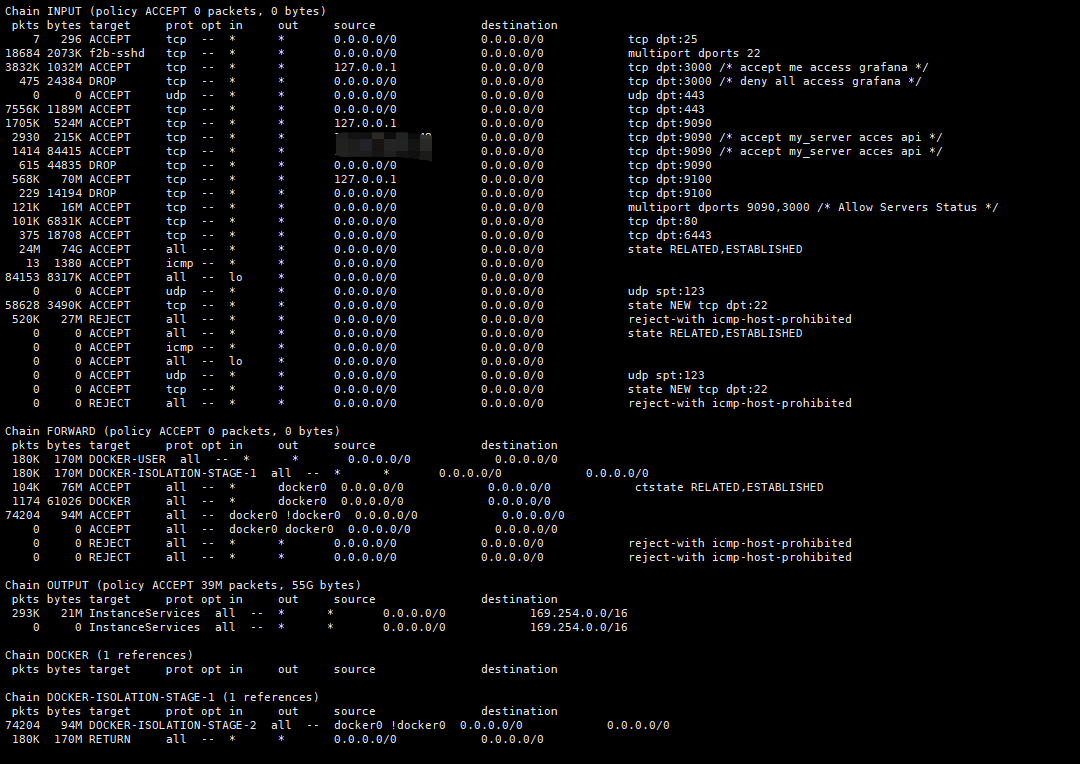 Chain INPUT (policy ACCEPT 0 packets, 0 bytes)
pkts bytes target prot opt in out source destination
7 296 ACCEPT tcp -- * * 0.0.0.0/0 0.0.0.0/0 tcp dpt:25
18684 2073K f2b-sshd tcp -- * * 0.0.0.0/0 0.0.0.0/0 multiport dports 22
3832K 1032M ACCEPT tcp -- * * 127.0.0.1 0.0.0.0/0 tcp dpt:3000 /* accept me access grafana */
475 24384 DROP tcp -- * * 0.0.0.0/0 0.0.0.0/0 tcp dpt:3000 /* deny all access grafana */
0 0 ACCEPT udp -- * * 0.0.0.0/0 0.0.0.0/0 udp dpt:443
7556K 1189M ACCEPT tcp -- * * 0.0.0.0/0 0.0.0.0/0 tcp dpt:443
1705K 524M ACCEPT tcp -- * * 127.0.0.1 0.0.0.0/0 tcp dpt:9090
2930 215K ACCEPT tcp -- * * 0.0.0.0/0 tcp dpt:9090 /* accept my_server acces api */
1414 84415 ACCEPT tcp -- * * 0.0.0.0/0 tcp dpt:9090 /* accept my_server acces api */
615 44835 DROP tcp -- * * 0.0.0.0/0 0.0.0.0/0 tcp dpt:9090
568K 70M ACCEPT tcp -- * * 127.0.0.1 0.0.0.0/0 tcp dpt:9100
229 14194 DROP tcp -- * * 0.0.0.0/0 0.0.0.0/0 tcp dpt:9100
121K 16M ACCEPT tcp -- * * 0.0.0.0/0 0.0.0.0/0 multiport dports 9090,3000 /* Allow Servers Status */
101K 6831K ACCEPT tcp -- * * 0.0.0.0/0 0.0.0.0/0 tcp dpt:80
375 18708 ACCEPT tcp -- * * 0.0.0.0/0 0.0.0.0/0 tcp dpt:6443
24M 74G ACCEPT all -- * * 0.0.0.0/0 0.0.0.0/0 state RELATED,ESTABLISHED
13 1380 ACCEPT icmp -- * * 0.0.0.0/0 0.0.0.0/0
84153 8317K ACCEPT all -- lo * 0.0.0.0/0 0.0.0.0/0
0 0 ACCEPT udp -- * * 0.0.0.0/0 0.0.0.0/0 udp spt:123
58628 3490K ACCEPT tcp -- * * 0.0.0.0/0 0.0.0.0/0 state NEW tcp dpt:22
520K 27M REJECT all -- * * 0.0.0.0/0 0.0.0.0/0 reject-with icmp-host-prohibited
0 0 ACCEPT all -- * * 0.0.0.0/0 0.0.0.0/0 state RELATED,ESTABLISHED
0 0 ACCEPT icmp -- * * 0.0.0.0/0 0.0.0.0/0
0 0 ACCEPT all -- lo * 0.0.0.0/0 0.0.0.0/0
0 0 ACCEPT udp -- * * 0.0.0.0/0 0.0.0.0/0 udp spt:123
0 0 ACCEPT tcp -- * * 0.0.0.0/0 0.0.0.0/0 state NEW tcp dpt:22
0 0 REJECT all -- * * 0.0.0.0/0 0.0.0.0/0 reject-with icmp-host-prohibited
Chain FORWARD (policy ACCEPT 0 packets, 0 bytes)
pkts bytes target prot opt in out source destination
180K 170M DOCKER-USER all -- * * 0.0.0.0/0 0.0.0.0/0
180K 170M DOCKER-ISOLATION-STAGE-1 all -- * * 0.0.0.0/0 0.0.0.0/0
104K 76M ACCEPT all -- * docker0 0.0.0.0/0 0.0.0.0/0 ctstate RELATED,ESTABLISHED
1174 61026 DOCKER all -- * docker0 0.0.0.0/0 0.0.0.0/0
74204 94M ACCEPT all -- docker0 !docker0 0.0.0.0/0 0.0.0.0/0
0 0 ACCEPT all -- docker0 docker0 0.0.0.0/0 0.0.0.0/0
0 0 REJECT all -- * * 0.0.0.0/0 0.0.0.0/0 reject-with icmp-host-prohibited
0 0 REJECT all -- * * 0.0.0.0/0 0.0.0.0/0 reject-with icmp-host-prohibited
Chain OUTPUT (policy ACCEPT 39M packets, 55G bytes)
pkts bytes target prot opt in out source destination
293K 21M InstanceServices all -- * * 0.0.0.0/0 169.254.0.0/16
0 0 InstanceServices all -- * * 0.0.0.0/0 169.254.0.0/16
Chain DOCKER (1 references)
pkts bytes target prot opt in out source destination
Chain DOCKER-ISOLATION-STAGE-1 (1 references)
pkts bytes target prot opt in out source destination
74204 94M DOCKER-ISOLATION-STAGE-2 all -- docker0 !docker0 0.0.0.0/0 0.0.0.0/0
180K 170M RETURN all -- * * 0.0.0.0/0 0.0.0.0/0